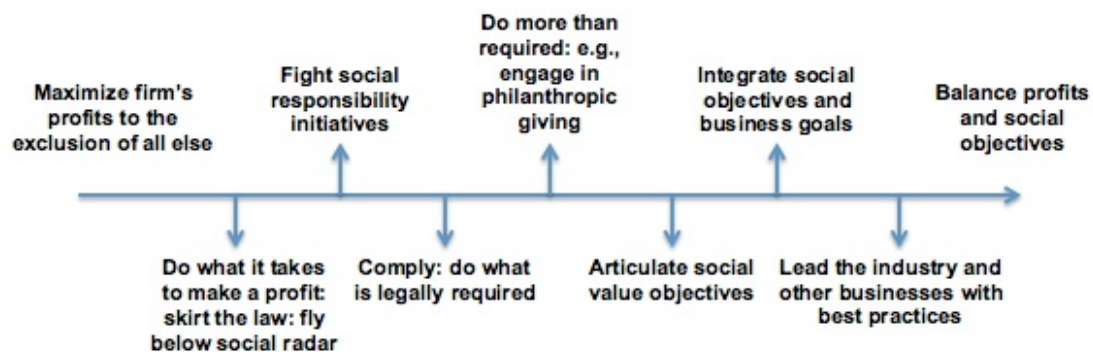 Maximize firm's
profits to the
exclusion of all else
Fight social
responsibility
initiatives
Do more than
required: e.g.,
engage in
philanthropic
giving
Integrate social
objectives and
business goals
Balance profits
and social
objectives
Do what it takes
to make a profit:
skirt the law: fly
below social radar
Comply: do what
is legally required
Articulate social
value objectives
Lead the industry and
other businesses with
best practices